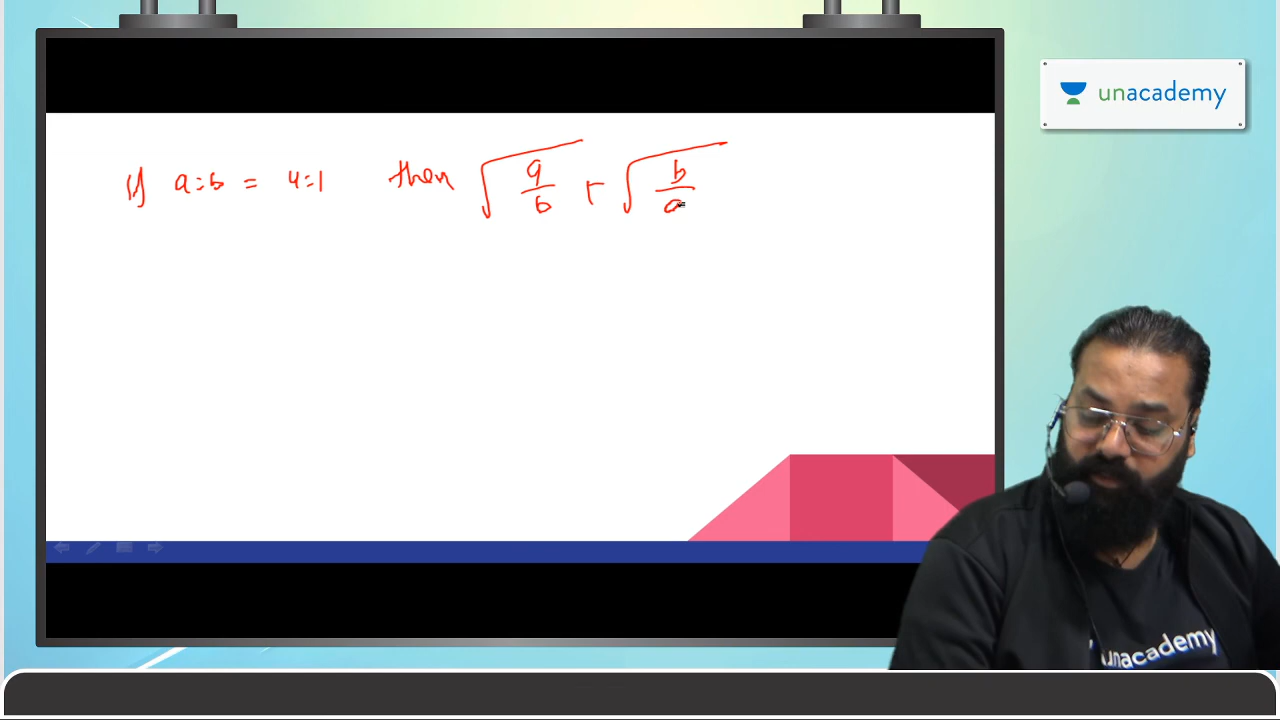 unacademy
If a:b = 4:1 then √(a/b) + √(b/a)
unacademy